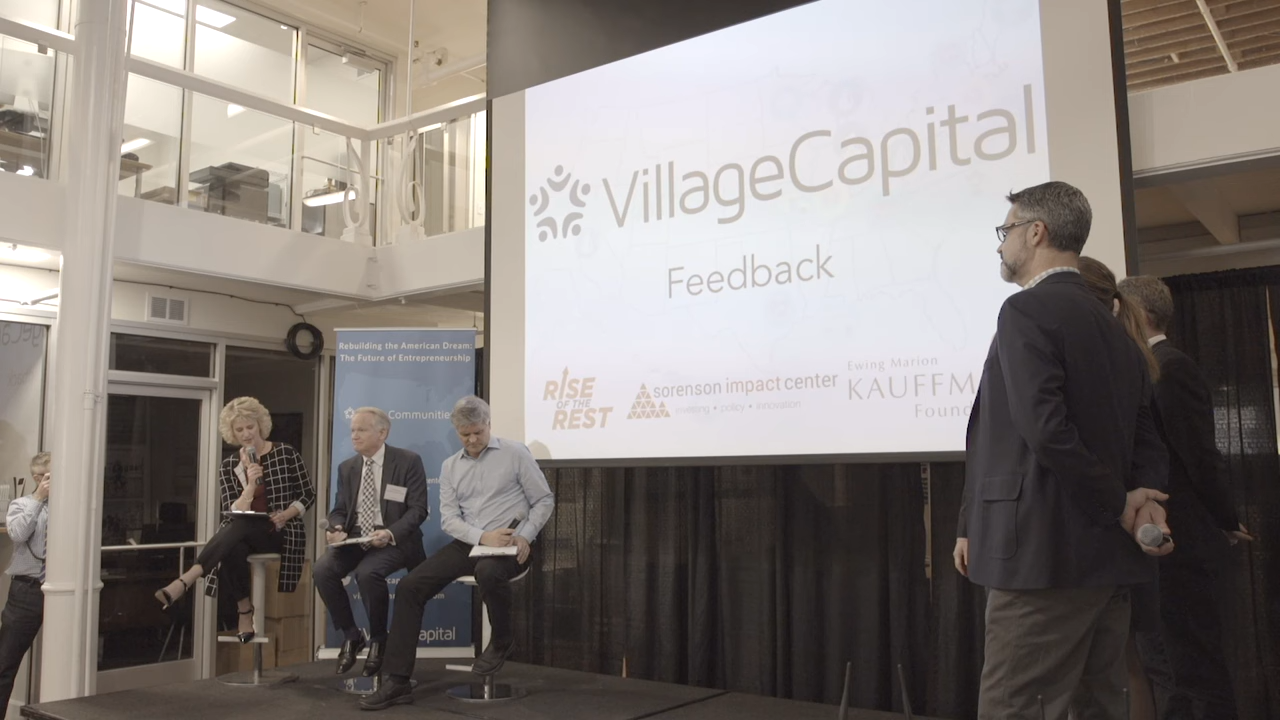 VillageCapital
Feedback
RISE
OF THE
REST
sorenson impact center
investing • policy • innovation
Ewing Marion
KAUFFM
Found
Rebuilding the American Dream:
The Future of Entrepreneurship
Communitie
apital